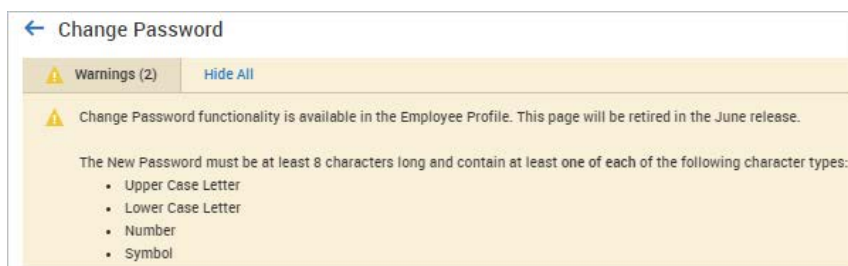 Change Password
Warnings (2) Hide All
Change Password functionality is available in the Employee Profile. This page will be retired in the June release.
The New Password must be at least 8 characters long and contain at least one of each of the following character types:
• Upper Case Letter
• Lower Case Letter
• Number
• Symbol